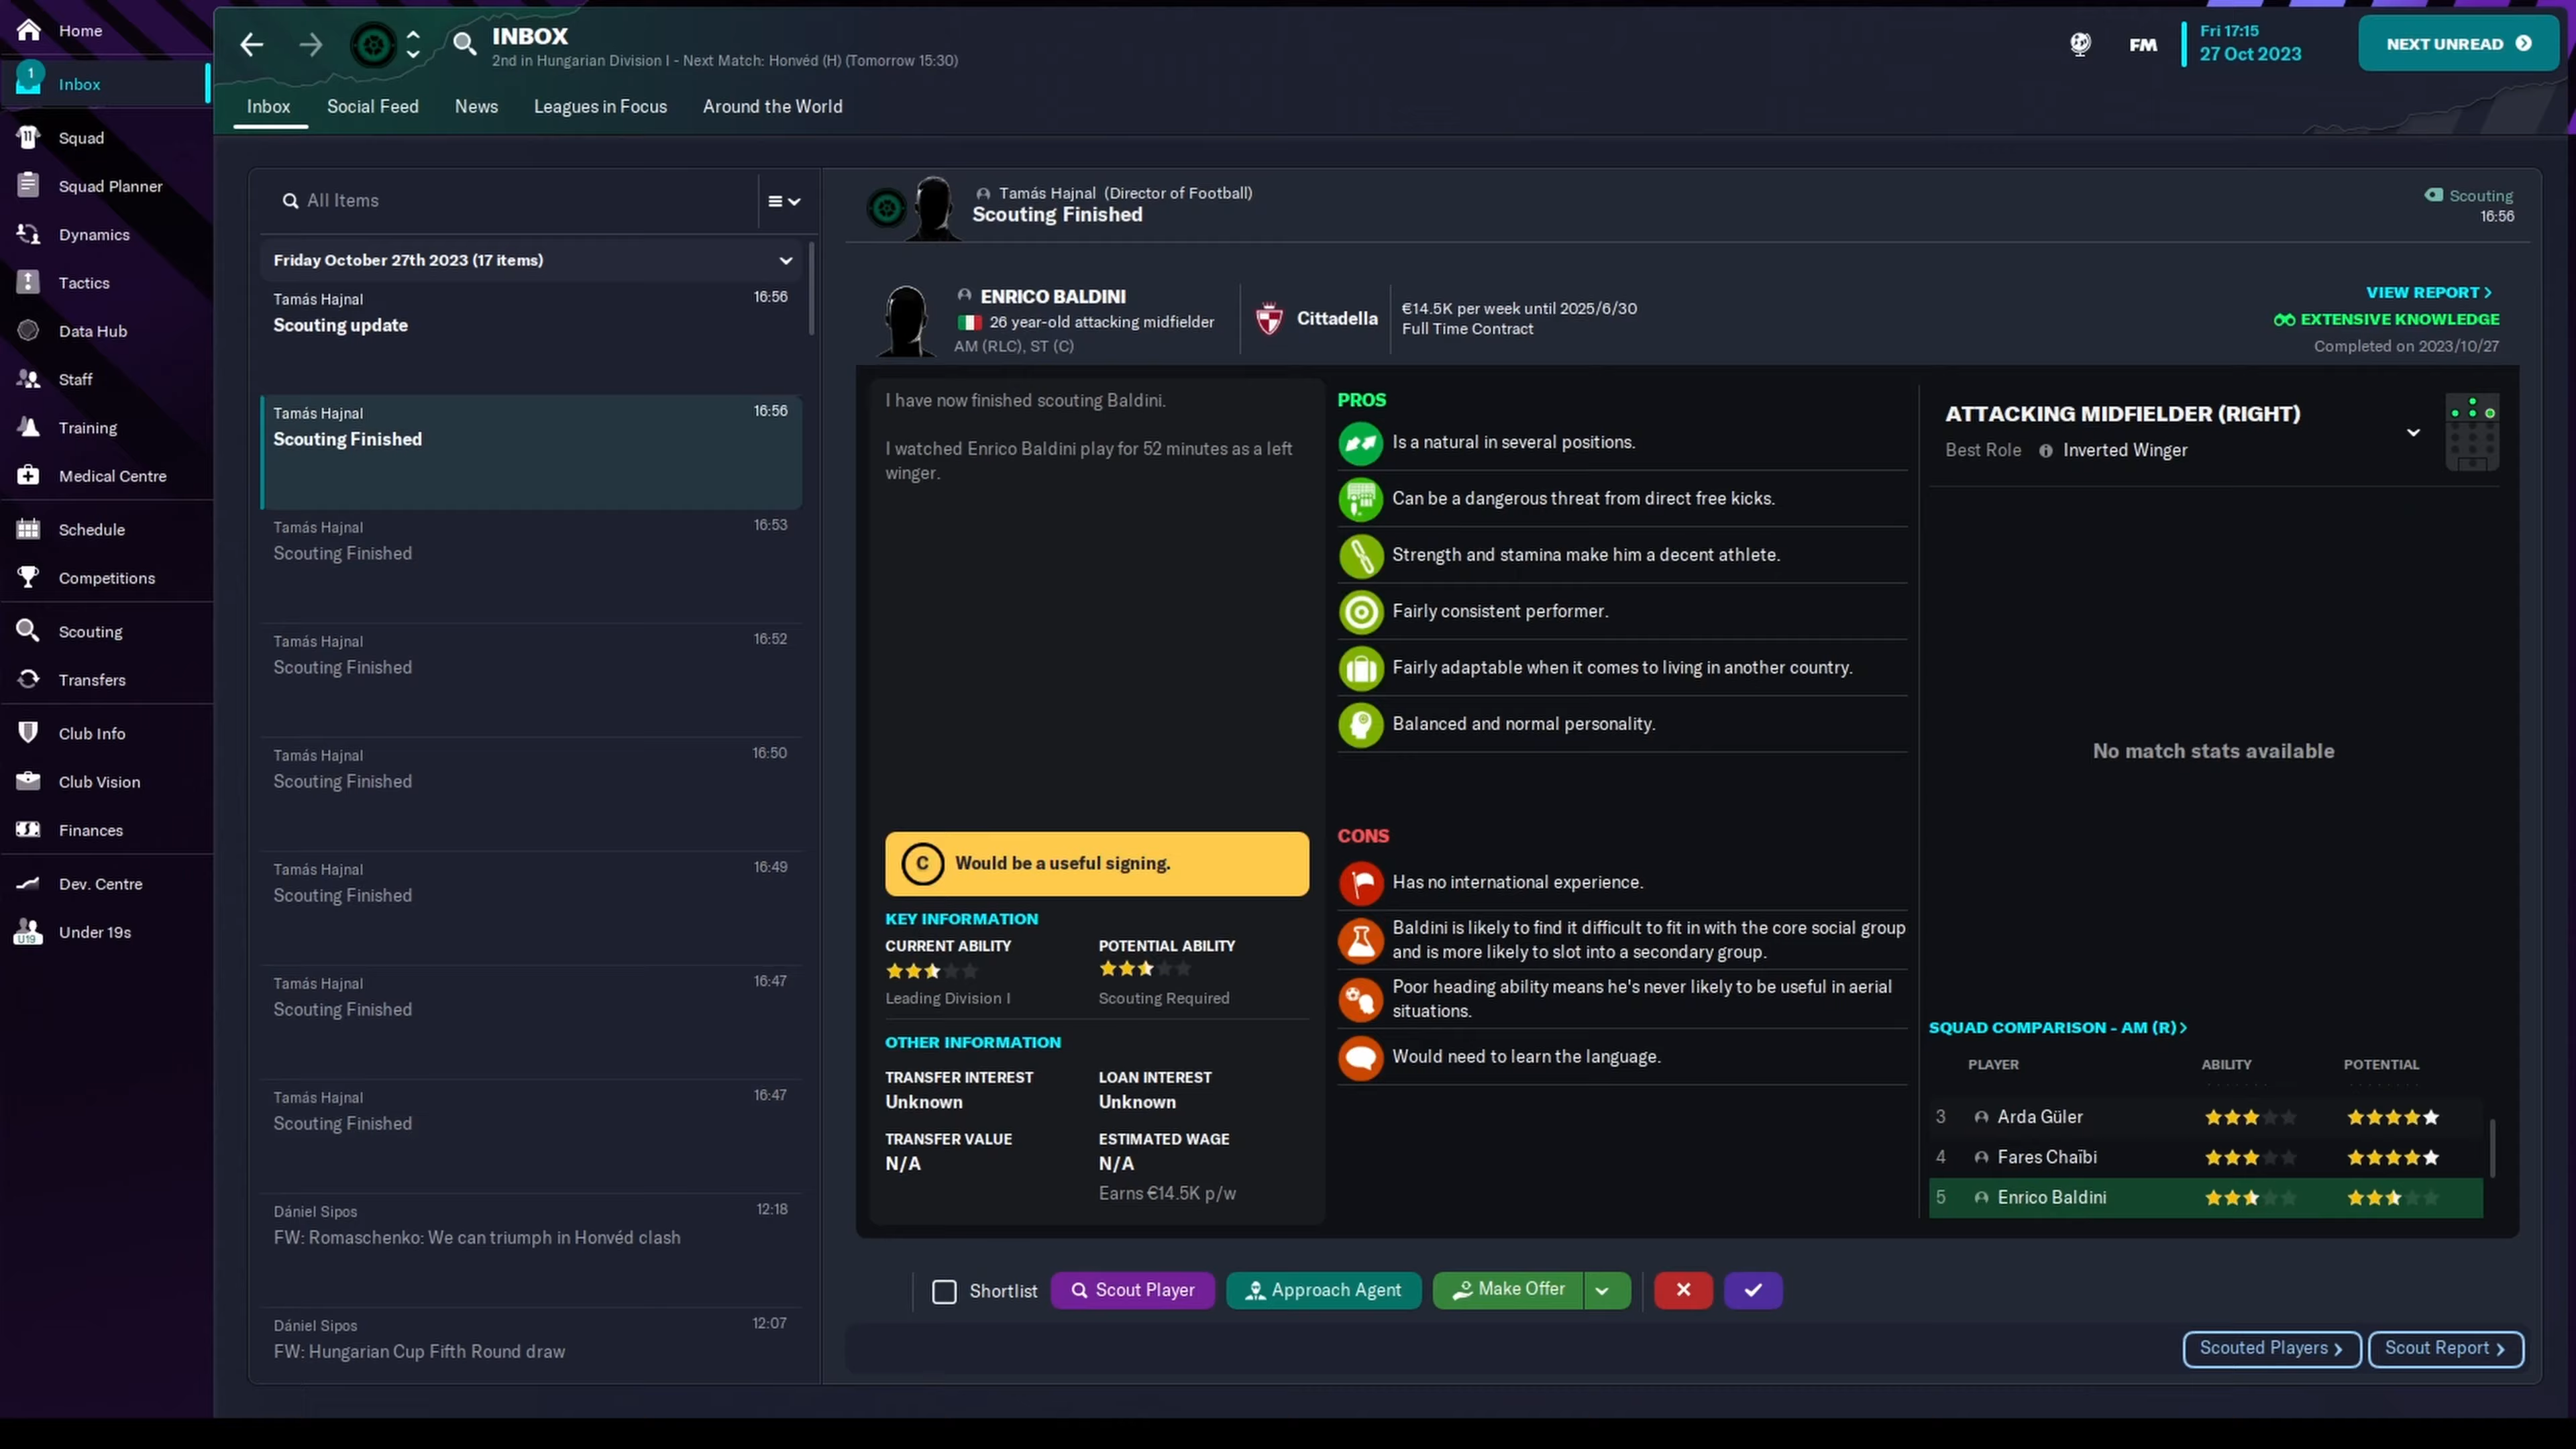 Home
1
Inbox
Squad
Squad Planner
Dynamics
Tactics
Data Hub
Staff
Training
Medical Centre
Schedule
Competitions
Scouting
Transfers
Club Info
Club Vision
Finances
Dev. Centre
U19
Under 19s
INBOX
2nd in Hungarian Division I - Next Match: Honvéd (H) (Tomorrow 15:30)
FM
Fri 17:15
27 Oct 2023
NEXT UNREAD
Inbox
Social Feed
News
Leagues in Focus
Around the World
All Items
Friday October 27th 2023 (17 items)
Tamás Hajnal 16:56
Scouting update
Tamás Hajnal 16:56
Scouting Finished
Tamás Hajnal 16:53
Scouting Finished
Tamás Hajnal 16:52
Scouting Finished
Tamás Hajnal 16:50
Scouting Finished
Tamás Hajnal 16:49
Scouting Finished
Tamás Hajnal 16:47
Scouting Finished
Tamás Hajnal 16:47
Scouting Finished
Dániel Sipos 12:18
FW: Romaschenko: We can triumph in Honvéd clash
Dániel Sipos 12:07
FW: Hungarian Cup Fifth Round draw
Tamás Hajnal (Director of Football)
Scouting Finished
Scouting
16:56
ENRICO BALDINI
26 year-old attacking midfielder
AM (RLC), ST (C)
Cittadella
€14.5K per week until 2025/6/30
Full Time Contract
VIEW REPORT
EXTENSIVE KNOWLEDGE
Completed on 2023/10/27
I have now finished scouting Baldini.
I watched Enrico Baldini play for 52 minutes as a left
winger.
C Would be a useful signing.
KEY INFORMATION
CURRENT ABILITY POTENTIAL ABILITY
Leading Division I Scouting Required
OTHER INFORMATION
TRANSFER INTEREST LOAN INTEREST
Unknown Unknown
TRANSFER VALUE ESTIMATED WAGE
N/A N/A
Earns €14.5K p/w
PROS
Is a natural in several positions.
Can be a dangerous threat from direct free kicks.
Strength and stamina make him a decent athlete.
Fairly consistent performer.
Fairly adaptable when it comes to living in another country.
Balanced and normal personality.
CONS
Has no international experience.
Baldini is likely to find it difficult to fit in with the core social group
and is more likely to slot into a secondary group.
Poor heading ability means he's never likely to be useful in aerial
situations.
Would need to learn the language.
ATTACKING MIDFIELDER (RIGHT)
Best Role Inverted Winger
No match stats available
SQUAD COMPARISON - AM (R)
PLAYER ABILITY POTENTIAL
3 Arda Güler
4 Fares Chaïbi
5 Enrico Baldini
Shortlist
Scout Player
Approach Agent
Make Offer
Scouted Players
Scout Report